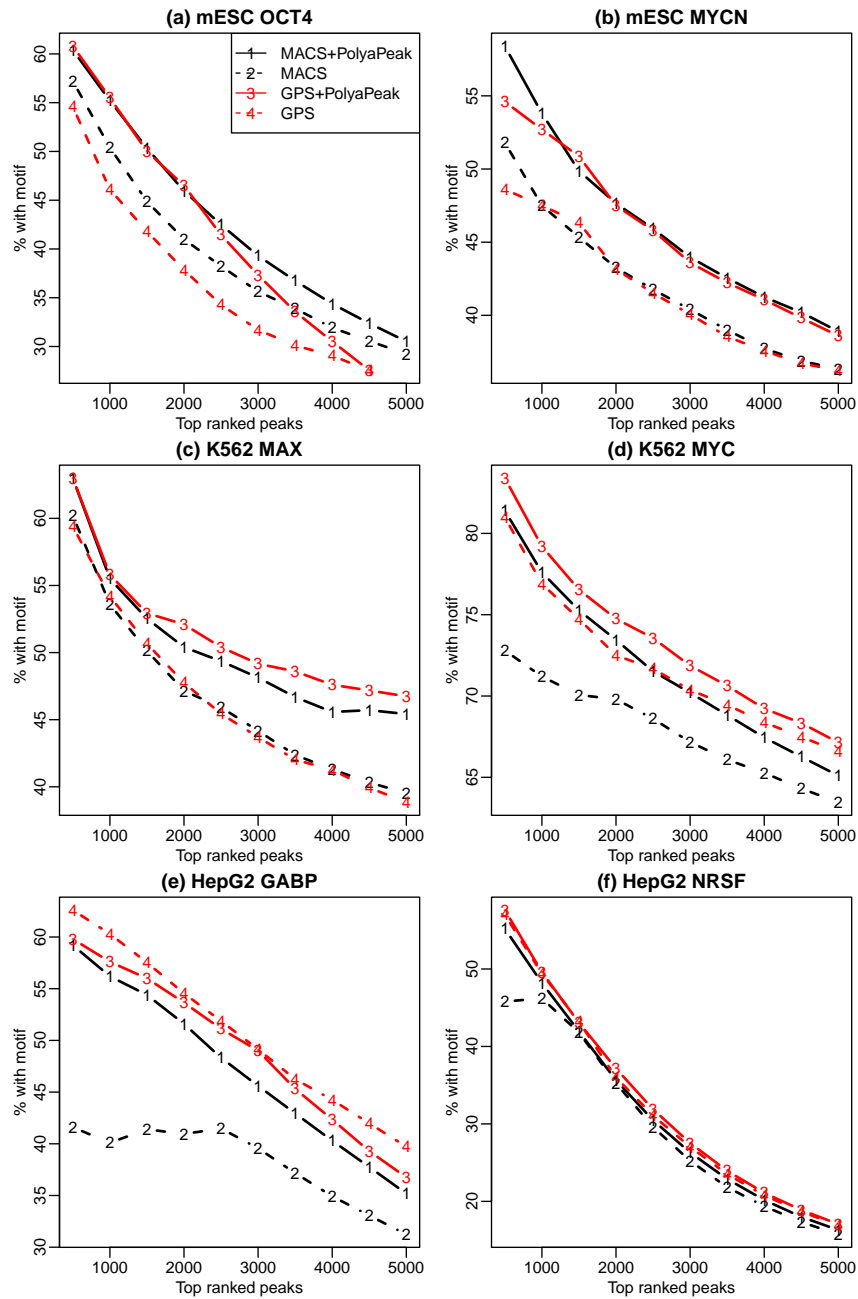 (a) mESC OCT4
% with motif
60
55
50
45
40
35
30
1 MACS+PolyaPeak
2 MACS
3 GPS+PolyaPeak
4 GPS
1000 2000 3000 4000 5000
Top ranked peaks
(b) mESC MYCN
% with motif
55
50
45
40
1000 2000 3000 4000 5000
Top ranked peaks
(c) K562 MAX
% with motif
60
55
50
45
40
1000 2000 3000 4000 5000
Top ranked peaks
(d) K562 MYC
% with motif
80
75
70
65
1000 2000 3000 4000 5000
Top ranked peaks
(e) HepG2 GABP
% with motif
60
55
50
45
40
35
30
1000 2000 3000 4000 5000
Top ranked peaks
(f) HepG2 NRSF
% with motif
50
40
30
20
1000 2000 3000 4000 5000
Top ranked peaks